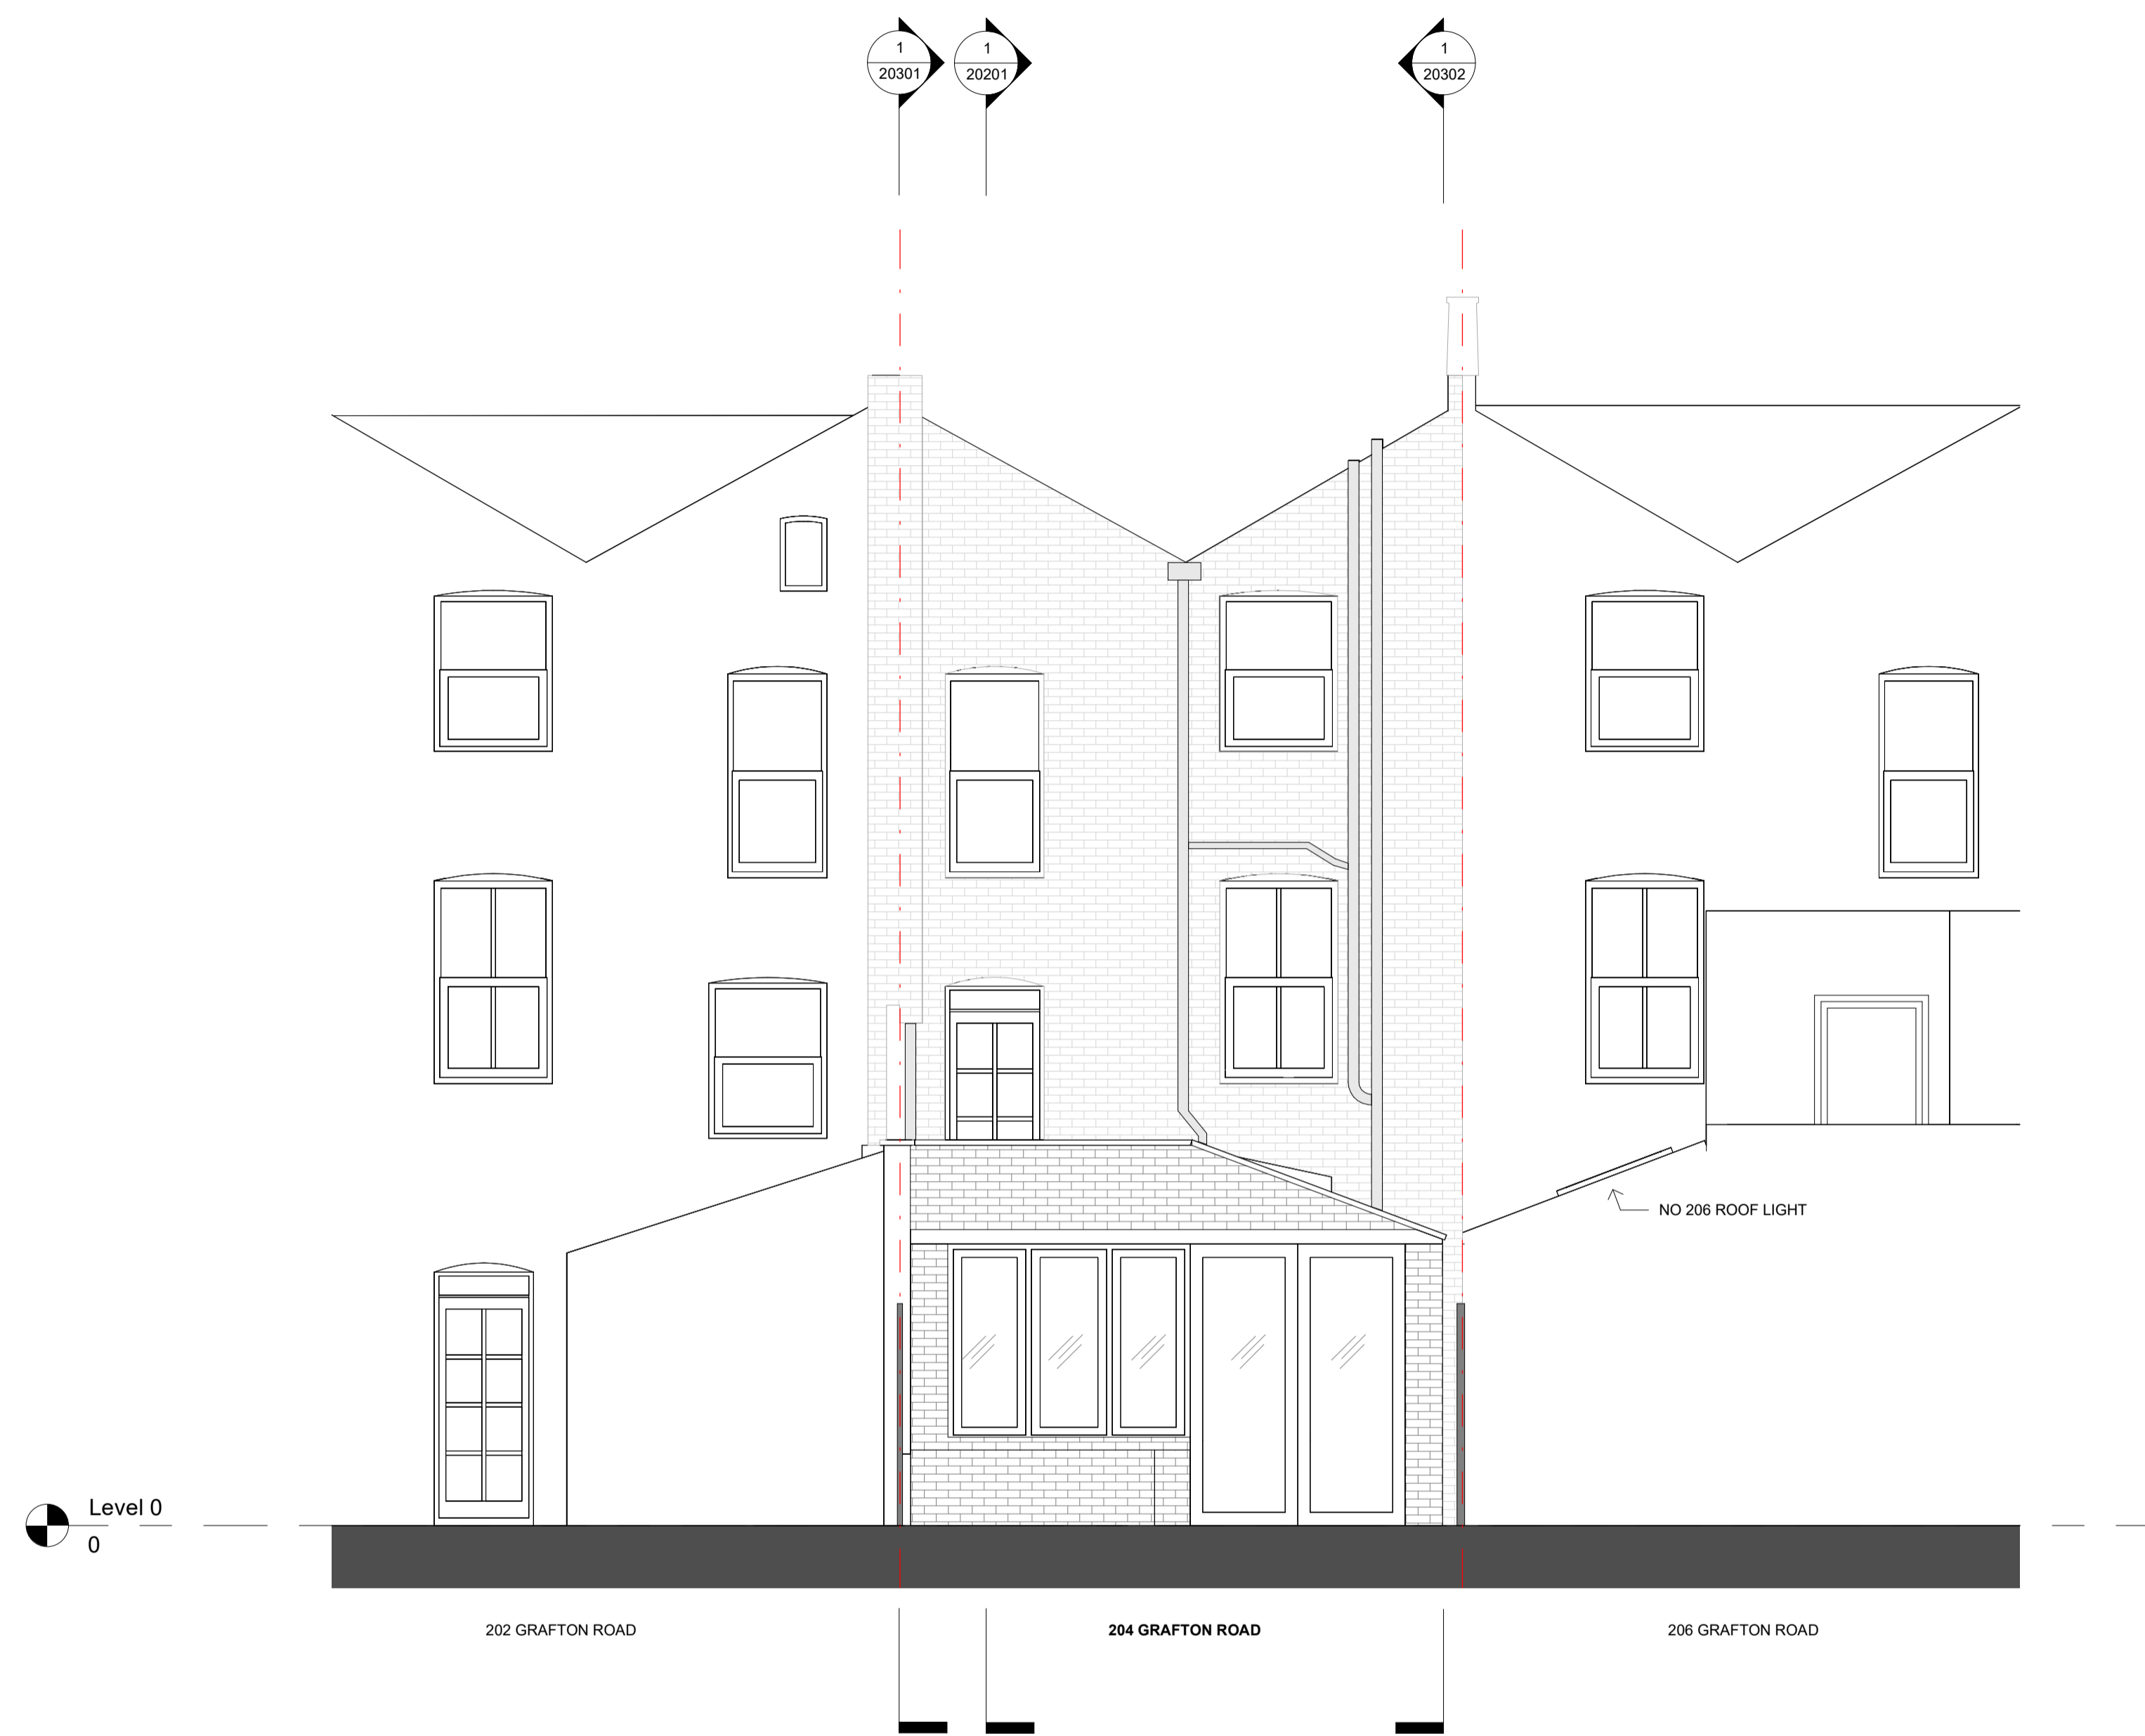 1
20301
1
20201
1
20302
NO 206 ROOF LIGHT
Level 0
0
202 GRAFTON ROAD
204 GRAFTON ROAD
206 GRAFTON ROAD